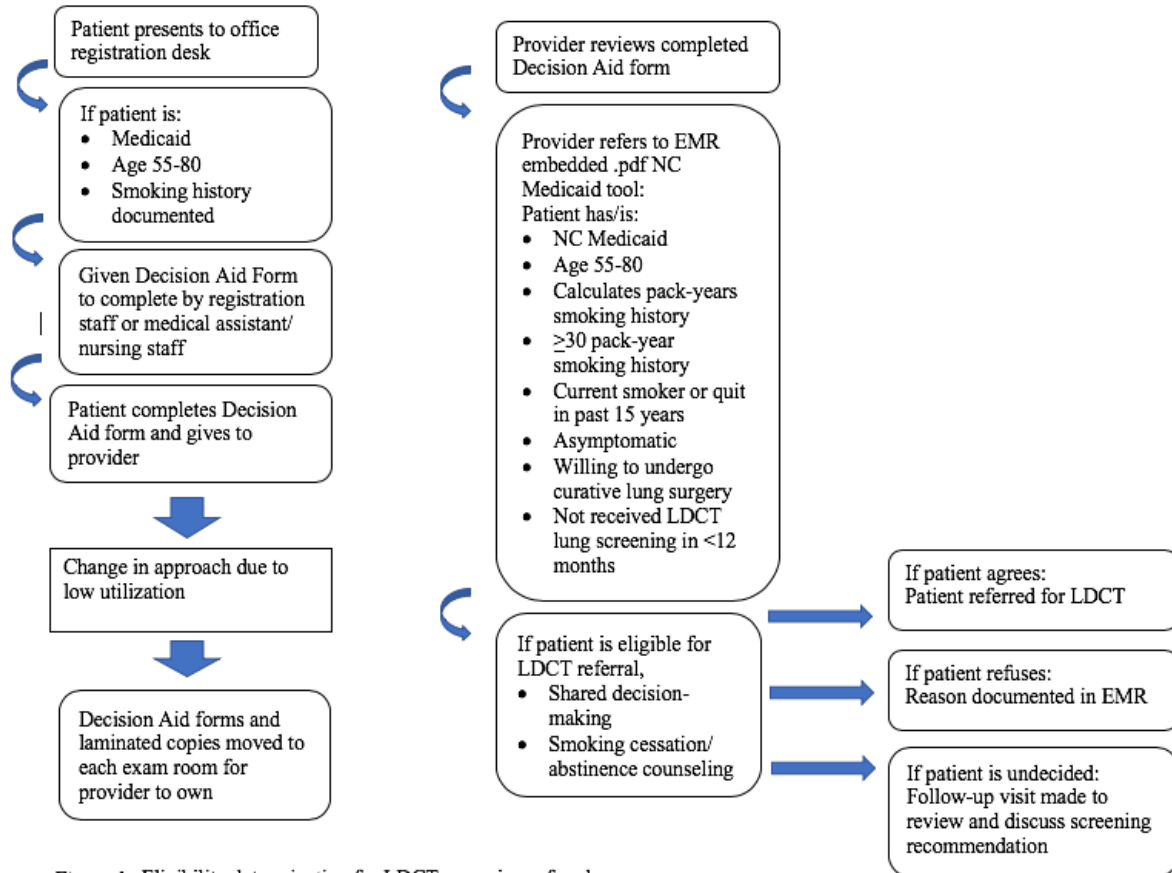 Patient presents to office
registration desk
If patient is:
• Medicaid
• Age 55-80
• Smoking history
documented
Given Decision Aid Form
to complete by registration
staff or medical assistant/
nursing staff
Patient completes Decision
Aid form and gives to
provider
Change in approach due to
low utilization
Decision Aid forms and
laminated copies moved to
each exam room for
provider to own
Provider reviews completed
Decision Aid form
Provider refers to EMR
embedded .pdf NC
Medicaid tool:
Patient has/is:
• NC Medicaid
• Age 55-80
• Calculates pack-years
smoking history
• ≥30 pack-year
smoking history
• Current smoker or quit
in past 15 years
• Asymptomatic
• Willing to undergo
curative lung surgery
• Not received LDCT
lung screening in <12
months
If patient is eligible for
LDCT referral,
• Shared decision-
making
• Smoking cessation/
abstinence counseling
If patient agrees:
Patient referred for LDCT
If patient refuses:
Reason documented in EMR
If patient is undecided:
Follow-up visit made to
review and discuss screening
recommendation